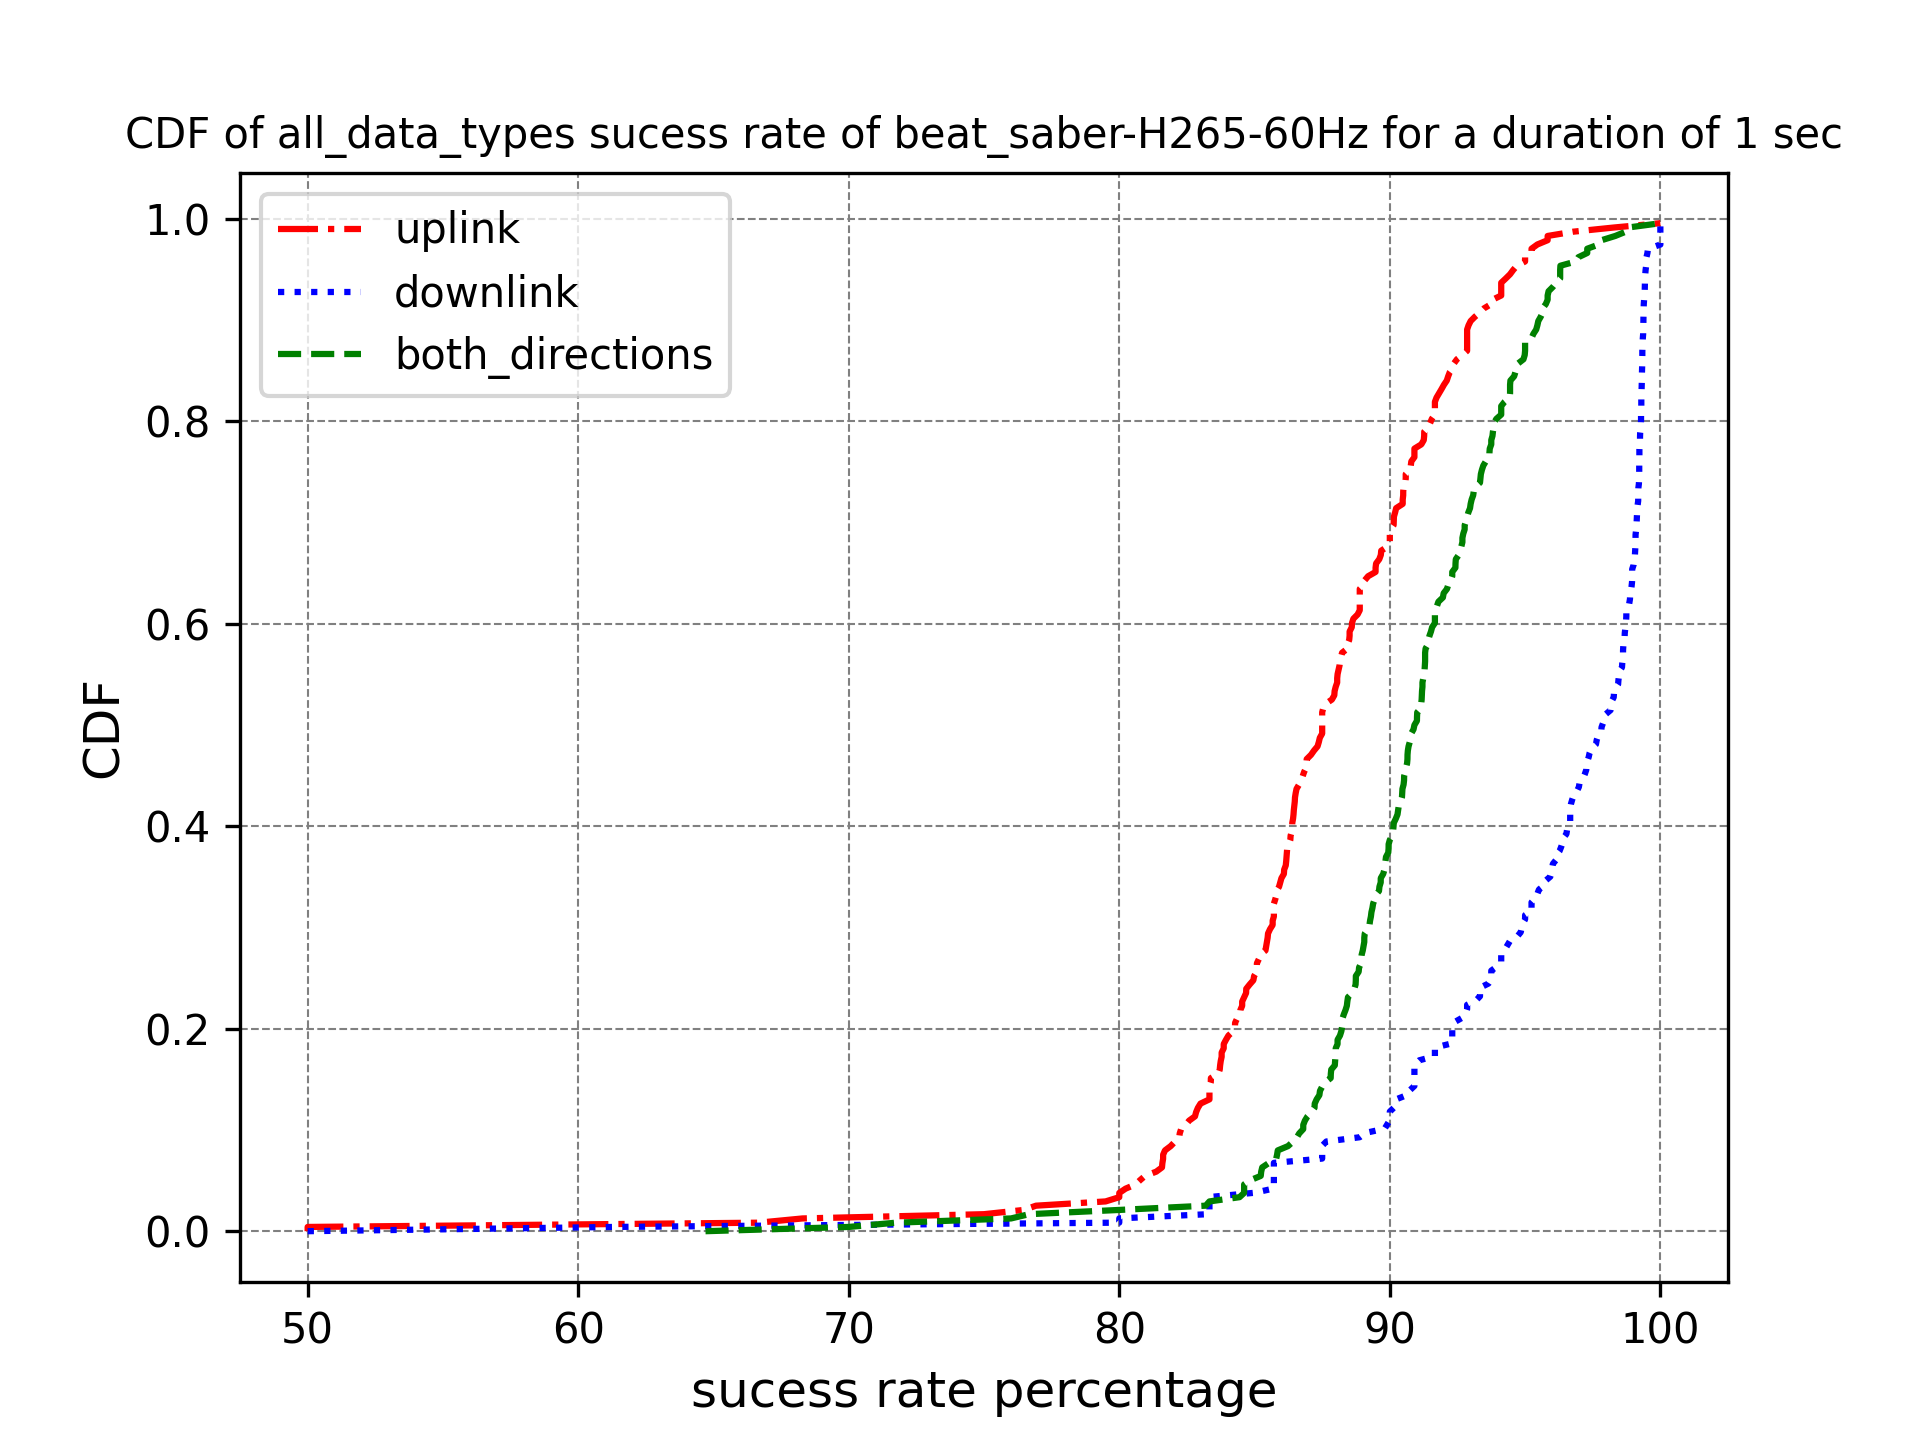 CDF of all_data_types sucess rate of beat_saber-H265-60Hz for a duration of 1 sec
uplink
downlink
both_directions
1.0
0.8
0.6
0.4
0.2
0.0
CDF
50 60 70 80 90 100
sucess rate percentage